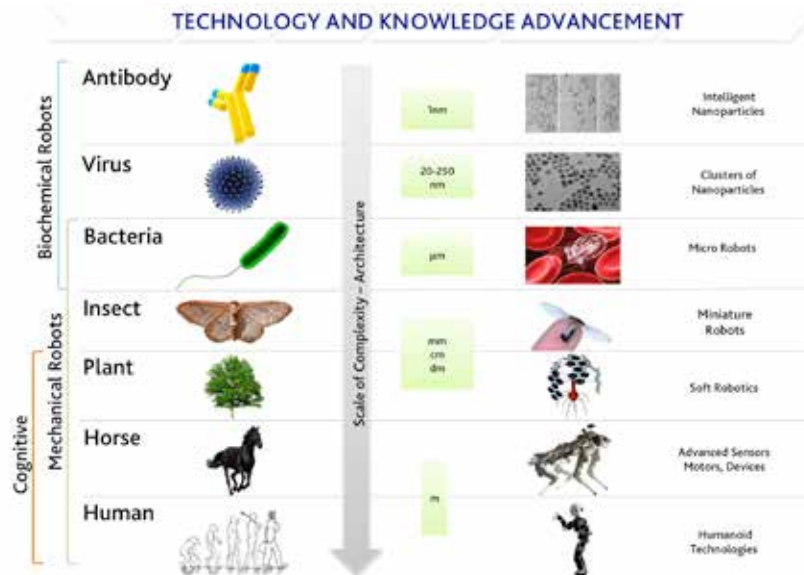 TECHNOLOGY AND KNOWLEDGE ADVANCEMENT
Biochemical Robots
Mechanical Robots
Cognitive
Scale of Complexity – Architecture
Antibody
1nm
Intelligent
Nanoparticles
Virus
20-250
nm
Clusters of
Nanoparticles
Bacteria
µm
Micro Robots
Insect
mm
cm
dm
Miniature
Robots
Plant
Soft Robotics
Horse
Advanced Sensors
Motors, Devices
Human
m
Humanoid
Technologies